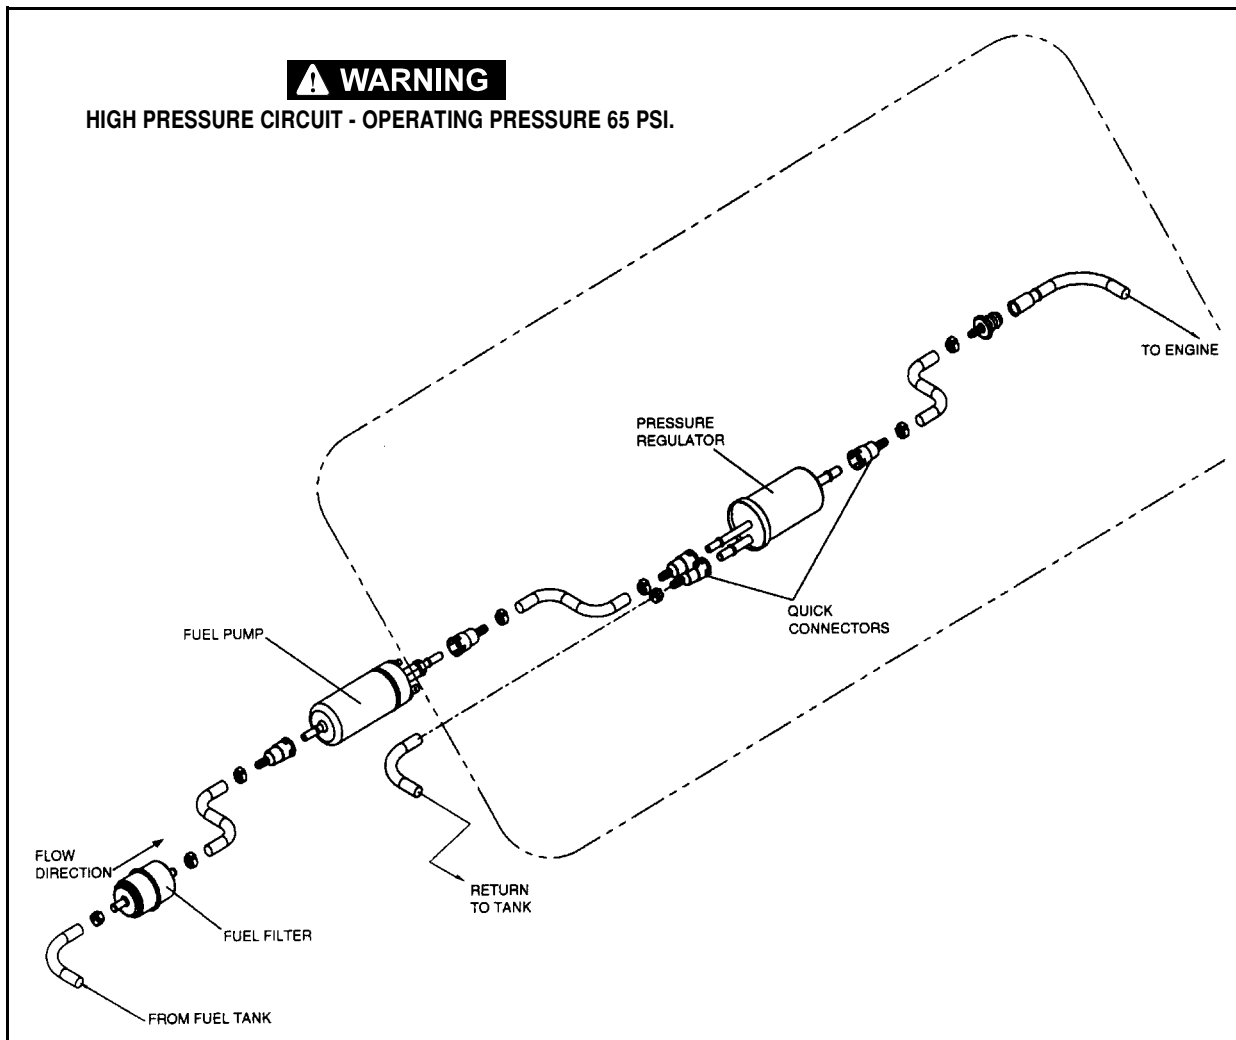 WARNING
HIGH PRESSURE CIRCUIT - OPERATING PRESSURE 65 PSI.
TO ENGINE
PRESSURE
REGULATOR
QUICK
CONNECTORS
FUEL PUMP
FLOW
DIRECTION
RETURN
TO TANK
FUEL FILTER
FROM FUEL TANK